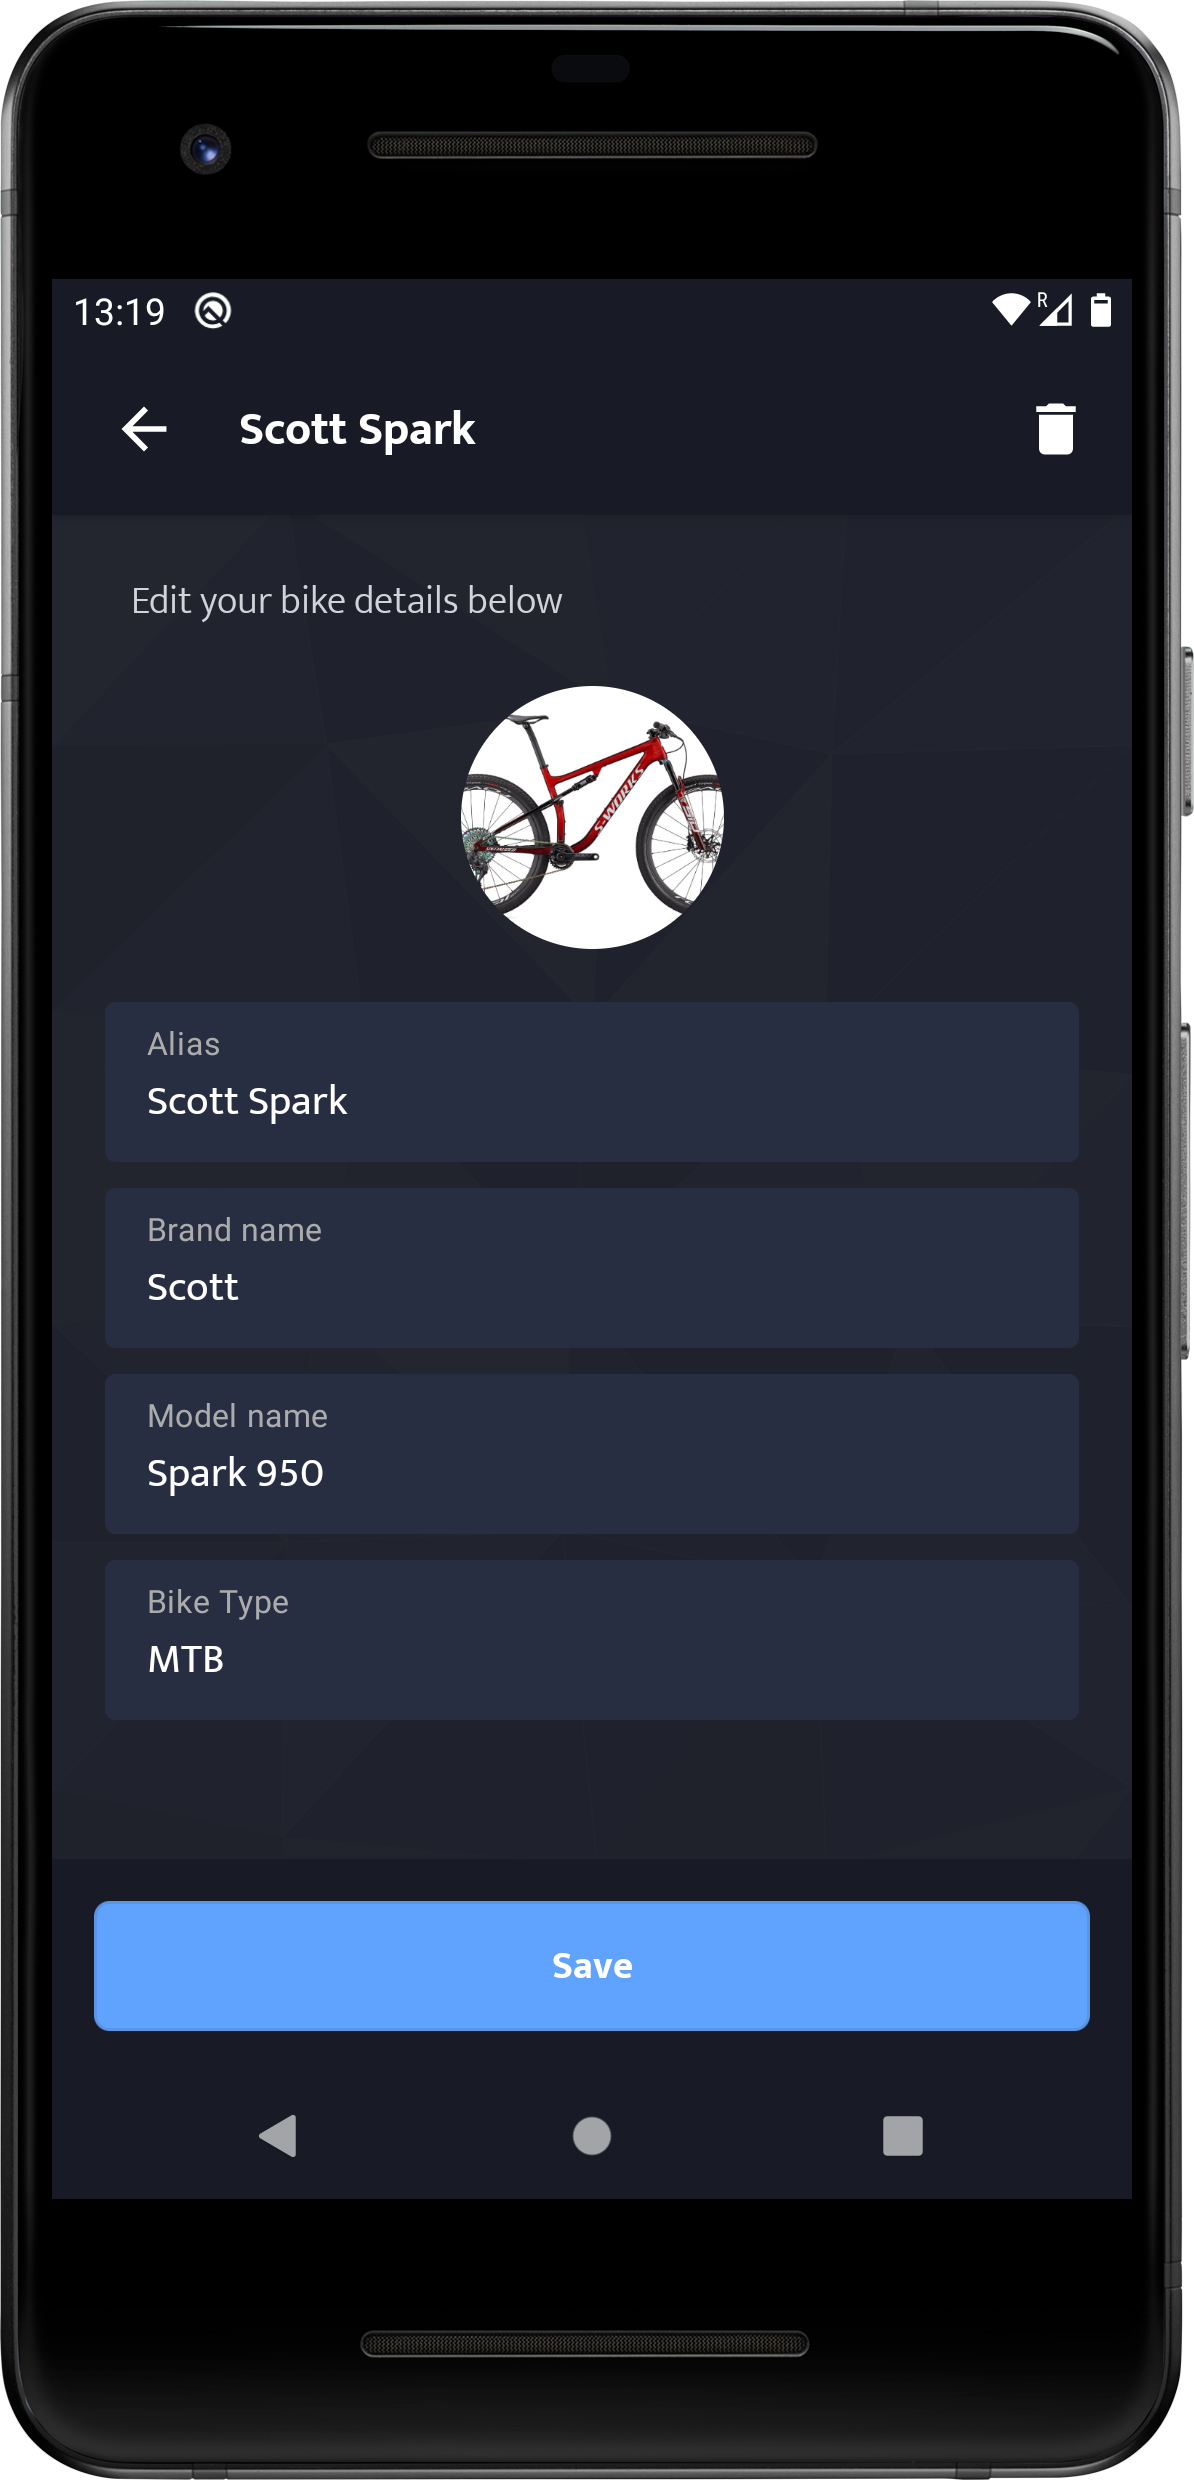 13:19
R
Scott Spark
Edit your bike details below
S-WORKS
Alias
Scott Spark
Brand name
Scott
Model name
Spark 950
Bike Type
MTB
Save